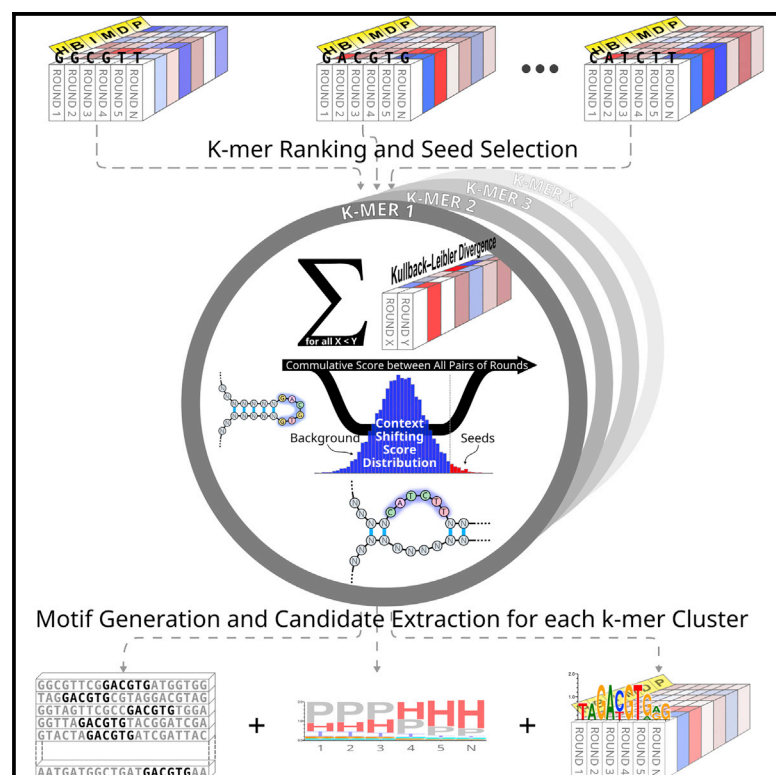 H B I M D P
GGCGTT
ROUND 1
ROUND 2
ROUND 3
ROUND 4
ROUND 5
ROUND N
H B I M D P
GACGTG
ROUND 1
ROUND 2
ROUND 3
ROUND 4
ROUND 5
ROUND N
H B I M D P
CATCTT
ROUND 1
ROUND 2
ROUND 3
ROUND 4
ROUND 5
ROUND N
K-mer Ranking and Seed Selection
K-MER 1
K-MER 2
K-MER 3
K-MER X
Σ
for all X < Y
Kullback–Leibler Divergence
ROUND X
ROUND Y
Commulative Score between All Pairs of Rounds
Background
Context
Shifting
Score
Distribution
Seeds
Motif Generation and Candidate Extraction for each k-mer Cluster
GGCGTTCGGACGTGATGGTGG
TAGGACGTGCGTAGGACGTAG
GGTAGTTCGCCGACGTGTGGA
GGTTAGACGTGTACGGATCGA
GTACTAGACGTGATCGATTAC
AATGATGGCTGATGACGTGAA
+
PPPHHH
HHHPPP
1 2 3 4 5 N
+
ROUND 1
ROUND 2
ROUND 3
ROUND 4
ROUND 5
ROUND N